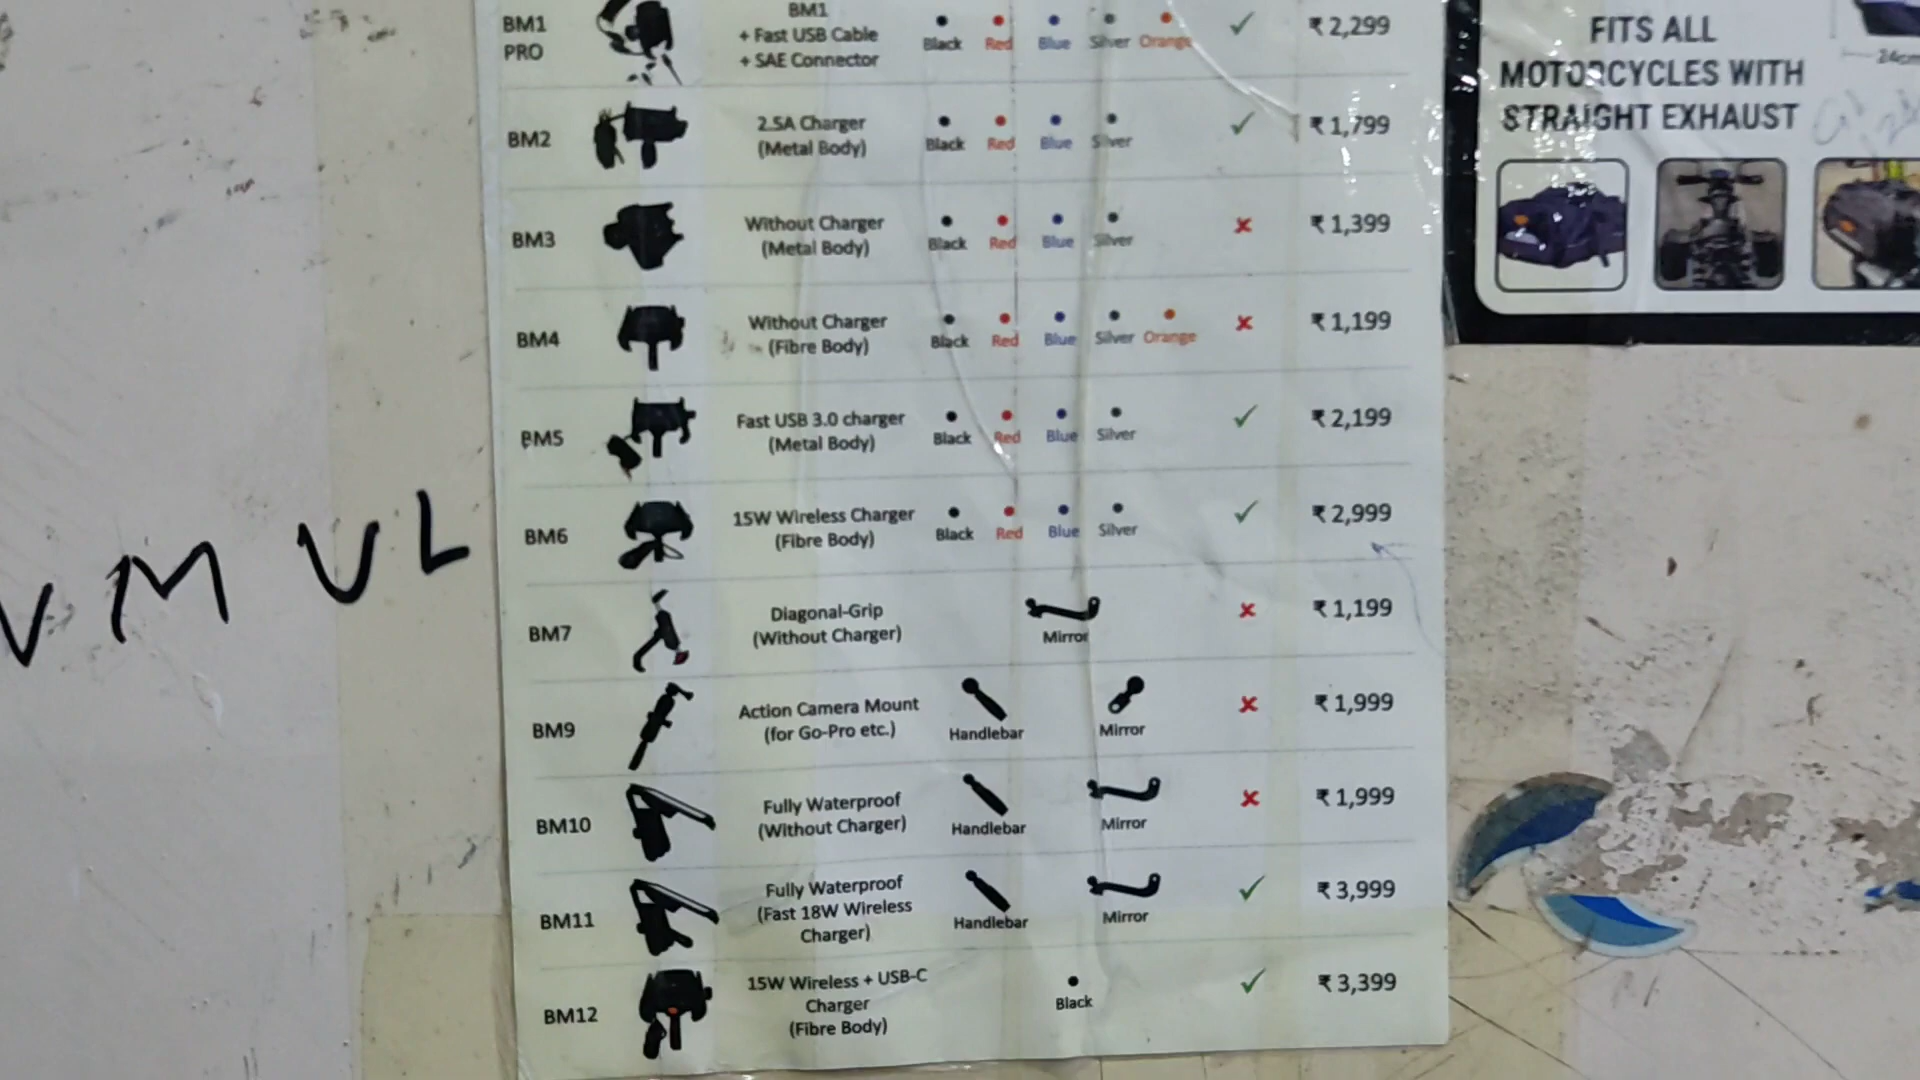 BM1
PRO
BM1
+ Fast USB Cable
+ SAE Connector
Black Red Blue Silver Orange
✓
₹ 2,299
BM2
2.5A Charger
(Metal Body)
Black Red Blue Silver
✓
₹ 1,799
BM3
Without Charger
(Metal Body)
Black Red Blue Silver
✗
₹ 1,399
BM4
Without Charger
(Fibre Body)
Black Red Blue Silver Orange
✗
₹ 1,199
BM5
Fast USB 3.0 charger
(Metal Body)
Black Red Blue Silver
✓
₹ 2,199
BM6
15W Wireless Charger
(Fibre Body)
Black Red Blue Silver
✓
₹ 2,999
BM7
Diagonal-Grip
(Without Charger)
Mirror
✗
₹ 1,199
BM9
Action Camera Mount
(for Go-Pro etc.)
Handlebar Mirror
✗
₹ 1,999
BM10
Fully Waterproof
(Without Charger)
Handlebar Mirror
✗
₹ 1,999
BM11
Fully Waterproof
(Fast 18W Wireless
Charger)
Handlebar Mirror
✓
₹ 3,999
BM12
15W Wireless + USB-C
Charger
(Fibre Body)
Black
✓
₹ 3,399
FITS ALL
MOTORCYCLES WITH
STRAIGHT EXHAUST
24cm
V M U L